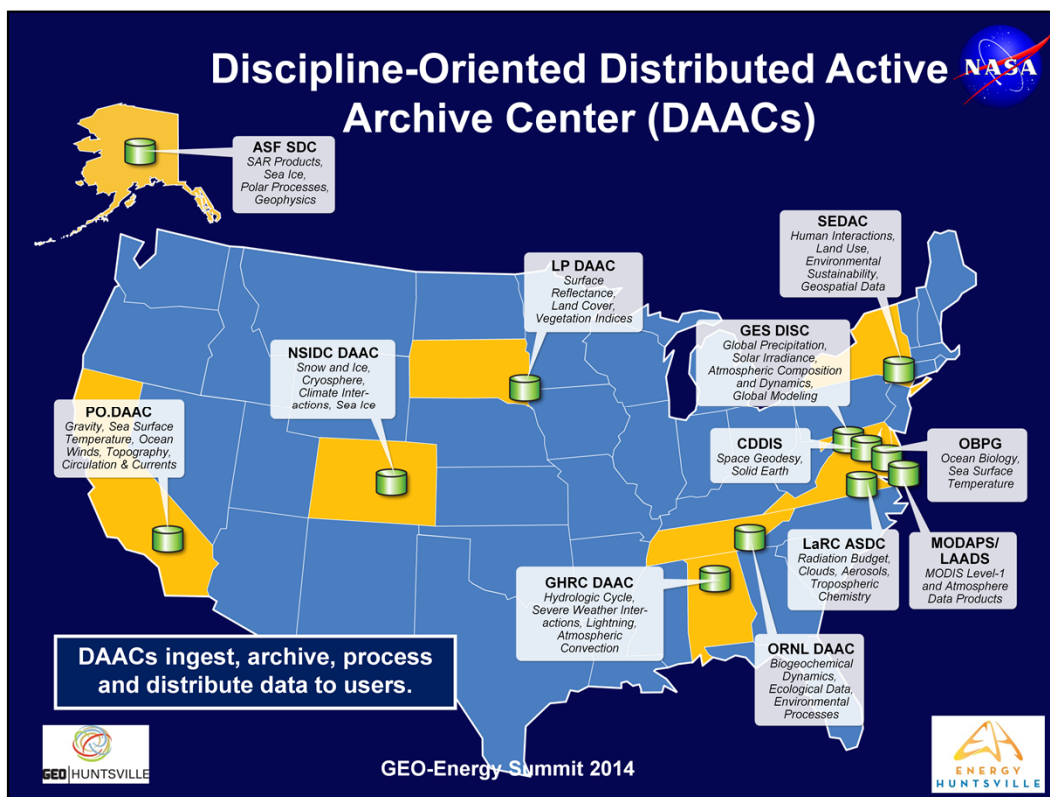 Discipline-Oriented Distributed Active
Archive Center (DAACs)
NASA
ASF SDC
SAR Products,
Sea Ice,
Polar Processes,
Geophysics
SEDAC
Human Interactions,
Land Use,
Environmental
Sustainability,
Geospatial Data
LP DAAC
Surface
Reflectance,
Land Cover,
Vegetation Indices
GES DISC
Global Precipitation,
Solar Irradiance,
Atmospheric Composition
and Dynamics,
Global Modeling
NSIDC DAAC
Snow and Ice,
Cryosphere,
Climate Inter-
actions, Sea Ice
PO.DAAC
Gravity, Sea Surface
Temperature, Ocean
Winds, Topography,
Circulation & Currents
CDDIS
Space Geodesy,
Solid Earth
OBPG
Ocean Biology,
Sea Surface
Temperature
LaRC ASDC
Radiation Budget,
Clouds, Aerosols,
Tropospheric
Chemistry
MODAPS/
LAADS
MODIS Level-1
and Atmosphere
Data Products
GHRC DAAC
Hydrologic Cycle,
Severe Weather Inter-
actions, Lightning,
Atmospheric
Convection
ORNL DAAC
Biogeochemical
Dynamics,
Ecological Data,
Environmental
Processes
DAACs ingest, archive, process
and distribute data to users.
GEO HUNTSVILLE
GEO-Energy Summit 2014
ENERGY
HUNTSVILLE